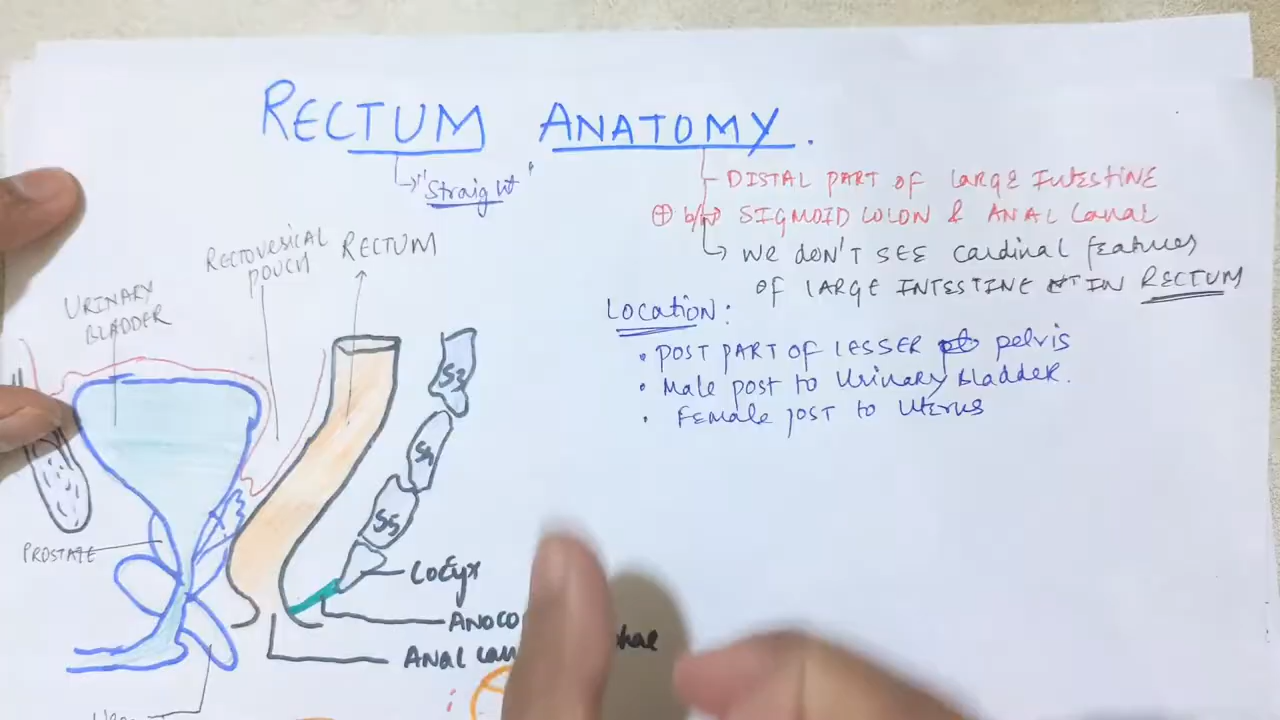 RECTUM ANATOMY.
"Straight"
DISTAL PART OF LARGE INTESTINE
⊕ b/w SIGMOID COLON & ANAL CANAL
WE DON'T SEE CARDINAL FEATURES
OF LARGE INTESTINE IN RECTUM
LOCATION:
• POST PART OF LESSER pelvis
• Male post to Urinary Bladder.
• FEMALE POST to UTERUS
RECTOVESICAL
POUCH
RECTUM
URINARY
BLADDER
S3
S4
S5
PROSTATE
COCCYX
ANOCO
ANAL